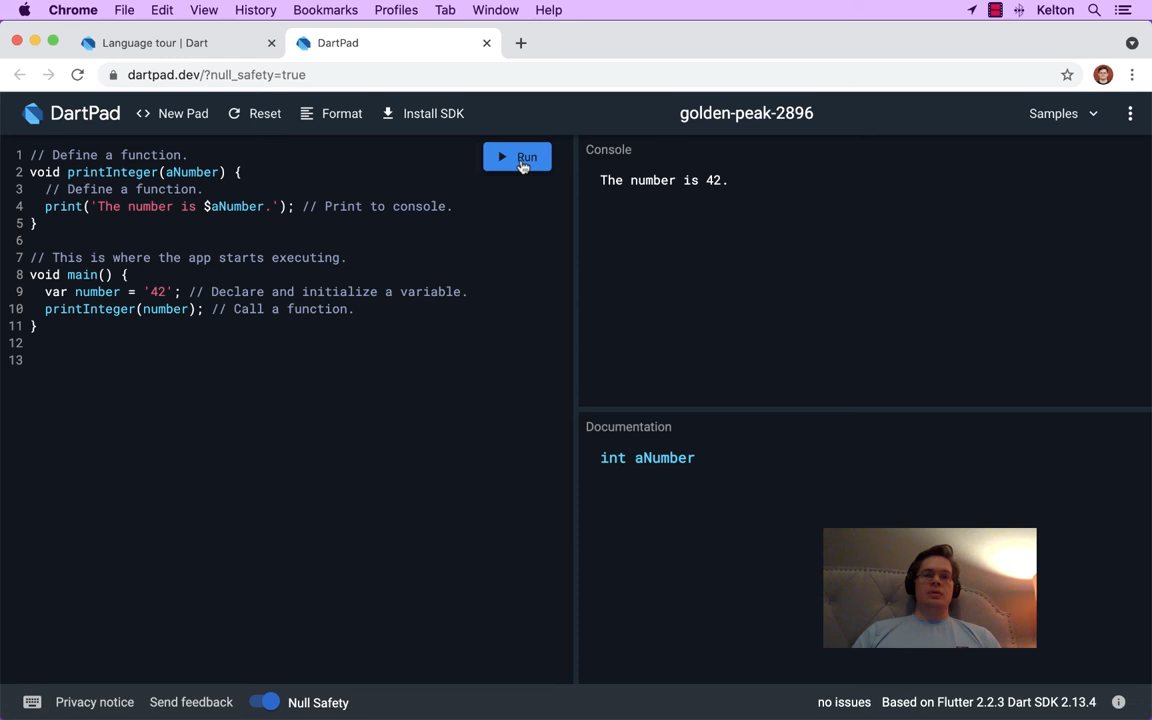 Chrome File Edit View History Bookmarks Profiles Tab Window Help Kelton
Language tour | Dart
DartPad
dartpad.dev/?null_safety=true
DartPad <> New Pad Reset Format Install SDK golden-peak-2896 Samples
Run
1 // Define a function.
2 void printInteger(aNumber) {
3 // Define a function.
4 print('The number is $aNumber.'); // Print to console.
5 }
6
7 // This is where the app starts executing.
8 void main() {
9 var number = '42'; // Declare and initialize a variable.
10 printInteger(number); // Call a function.
11 }
12
13
Console
The number is 42.
Documentation
int aNumber
Privacy notice Send feedback Null Safety no issues Based on Flutter 2.2.3 Dart SDK 2.13.4